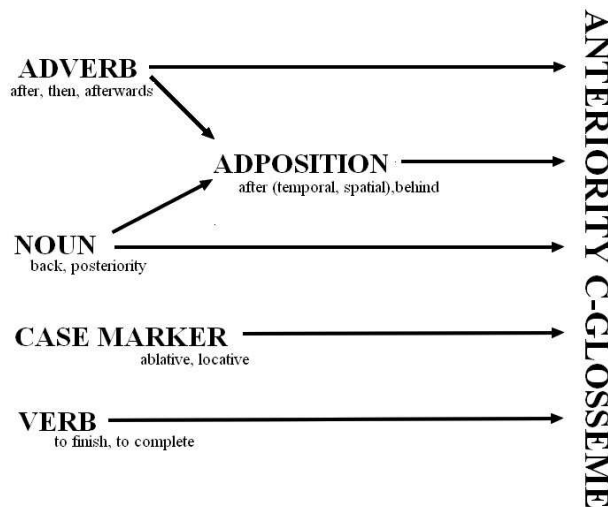 ADVERB
after, then, afterwards
ADPOSITION
after (temporal, spatial),behind
NOUN
back, posteriority
CASE MARKER
ablative, locative
VERB
to finish, to complete
ANTERIORITY C-GLOSSEME